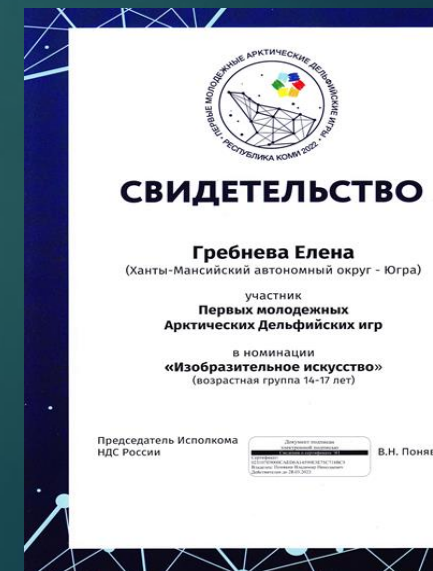 ПЕРВЫЕ МОЛОДЕЖНЫЕ АРКТИЧЕСКИЕ ДЕЛЬФИЙСКИЕ ИГРЫ
РЕСПУБЛИКА КОМИ 2022
СВИДЕТЕЛЬСТВО
Гребнева Елена
(Ханты-Мансийский автономный округ - Югра)
участник
Первых молодежных
Арктических Дельфийских игр
в номинации
«Изобразительное искусство»
(возрастная группа 14-17 лет)
Председатель Исполкома
НДС России
Документ подписан
электронной подписью
В.Н. Поняв